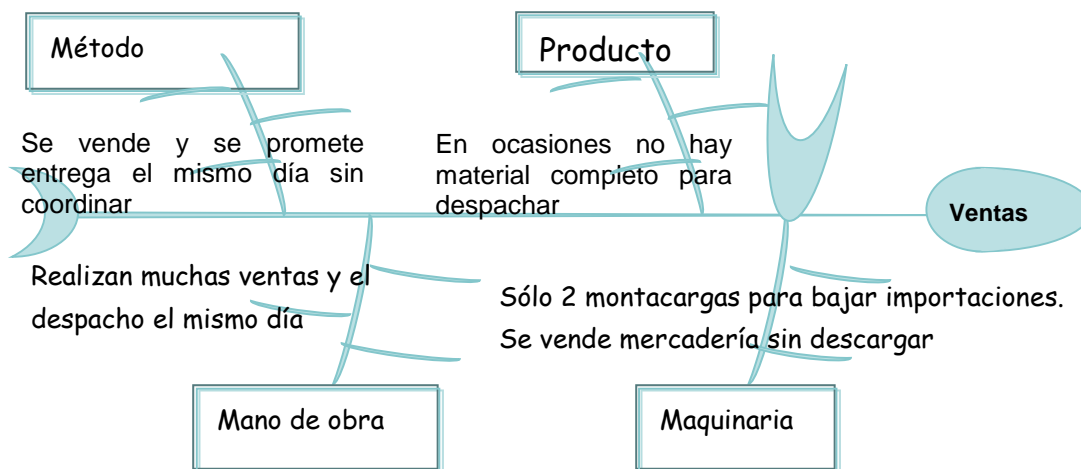 Método
Producto
Se vende y se promete
entrega el mismo día sin
coordinar
En ocasiones no hay
material completo para
despachar
Ventas
Realizan muchas ventas y el
despacho el mismo día
Sólo 2 montacargas para bajar importaciones.
Se vende mercadería sin descargar
Mano de obra
Maquinaria